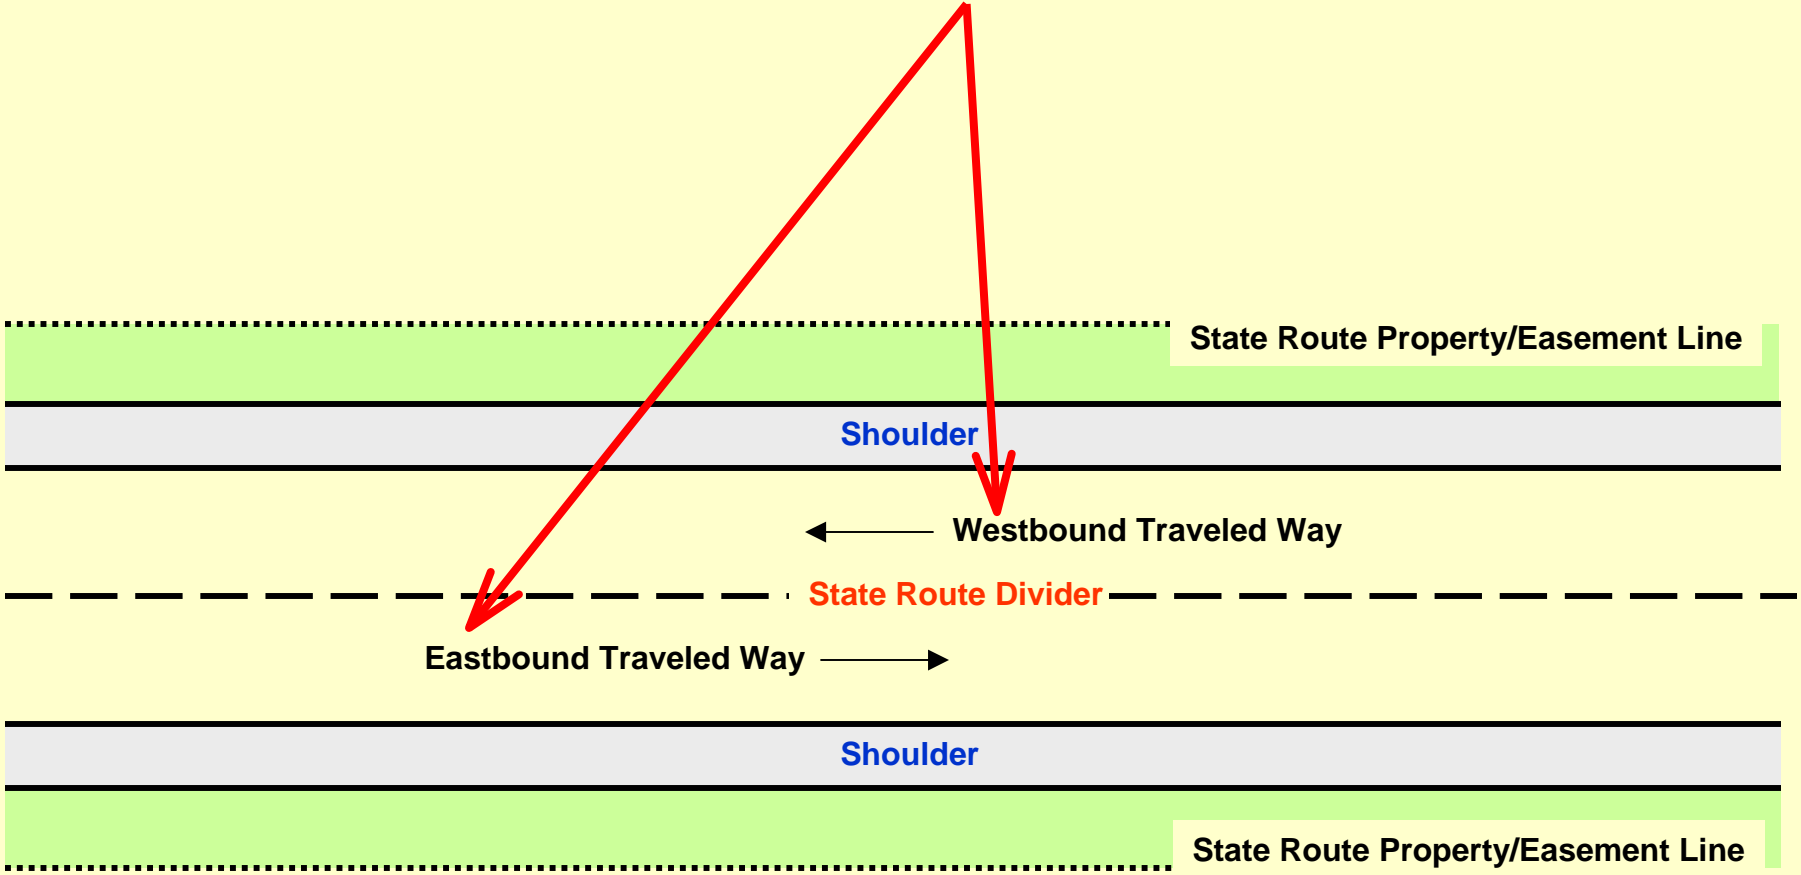 State Route Property/Easement Line
Shoulder
Westbound Traveled Way
State Route Divider
Eastbound Traveled Way
Shoulder
State Route Property/Easement Line